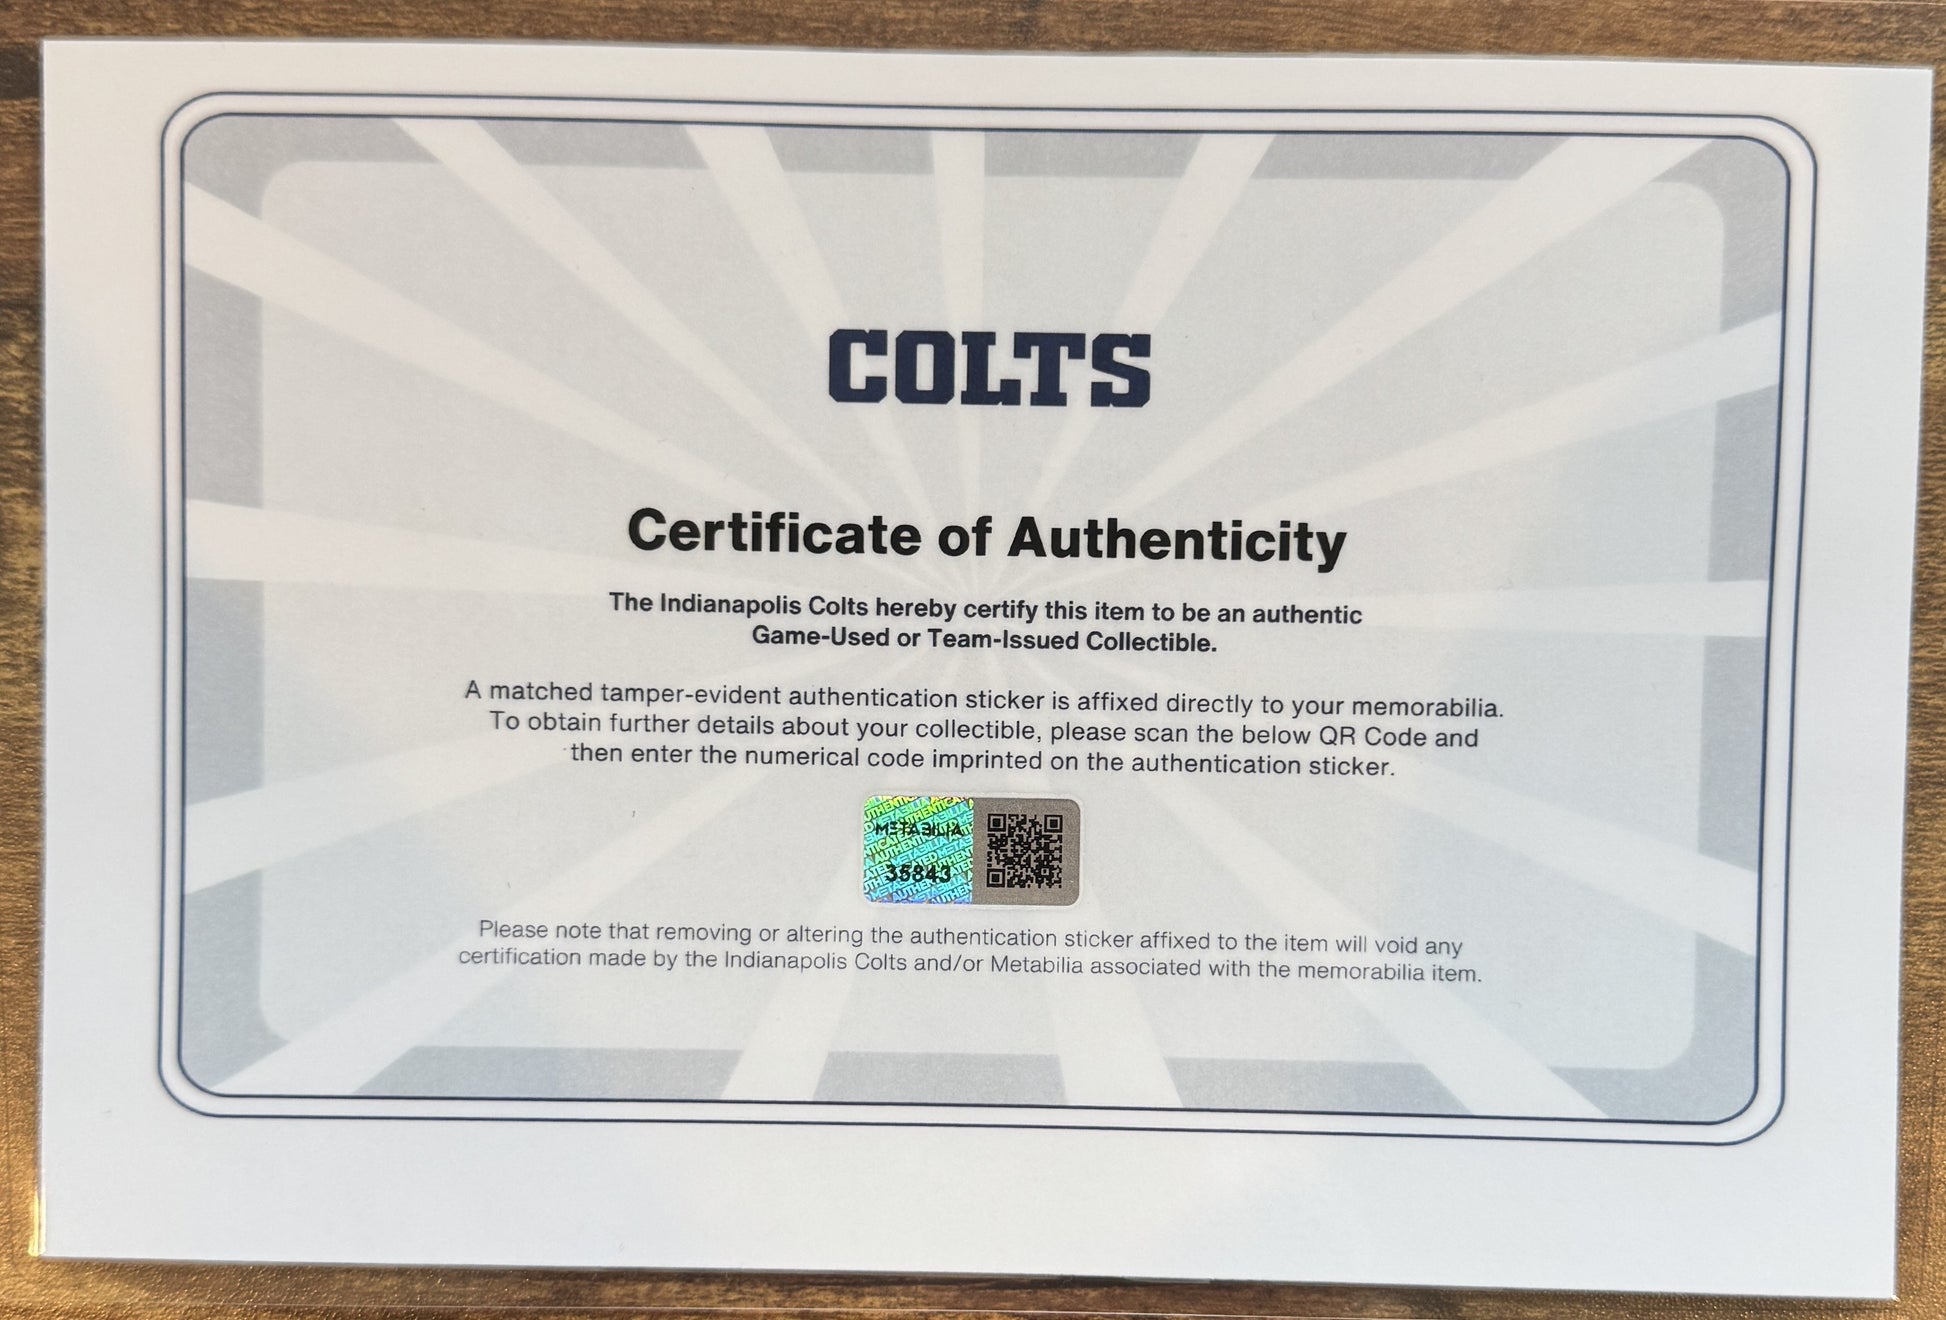 COLTS
Certificate of Authenticity
The Indianapolis Colts hereby certify this item to be an authentic
Game-Used or Team-Issued Collectible.
A matched tamper-evident authentication sticker is affixed directly to your memorabilia.
To obtain further details about your collectible, please scan the below QR Code and
then enter the numerical code imprinted on the authentication sticker.
METABILIA
35843
Please note that removing or altering the authentication sticker affixed to the item will void any
certification made by the Indianapolis Colts and/or Metabilia associated with the memorabilia item.